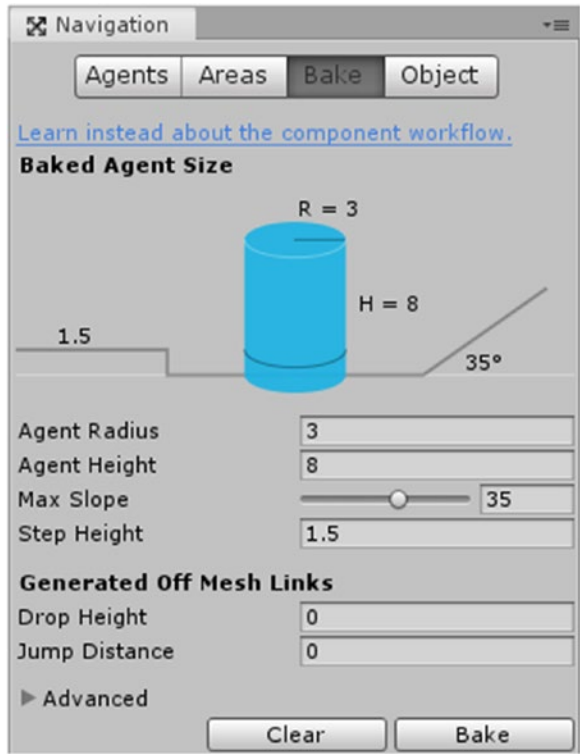 Navigation
Agents Areas Bake Object
Learn instead about the component workflow.
Baked Agent Size
R = 3
H = 8
1.5
35°
Agent Radius 3
Agent Height 8
Max Slope 35
Step Height 1.5
Generated Off Mesh Links
Drop Height 0
Jump Distance 0
Advanced
Clear Bake